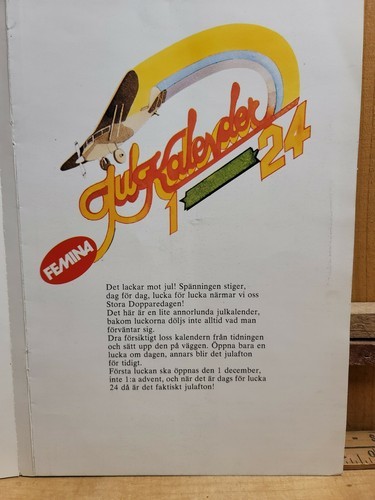 Julkalender
1 24
FEMINA
Det lackar mot jul! Spänningen stiger,
dag för dag, lucka för lucka närmar vi oss
Stora Dopparedagen!
Det här är en lite annorlunda julkalender,
bakom luckorna döljs inte alltid vad man
förväntar sig.
Dra försiktigt loss kalendern från tidningen
och sätt upp den på väggen. Öppna bara en
lucka om dagen, annars blir det julafton
för tidigt.
Första luckan ska öppnas den 1 december,
inte 1:a advent, och när det är dags för lucka
24 då är det faktiskt julafton!